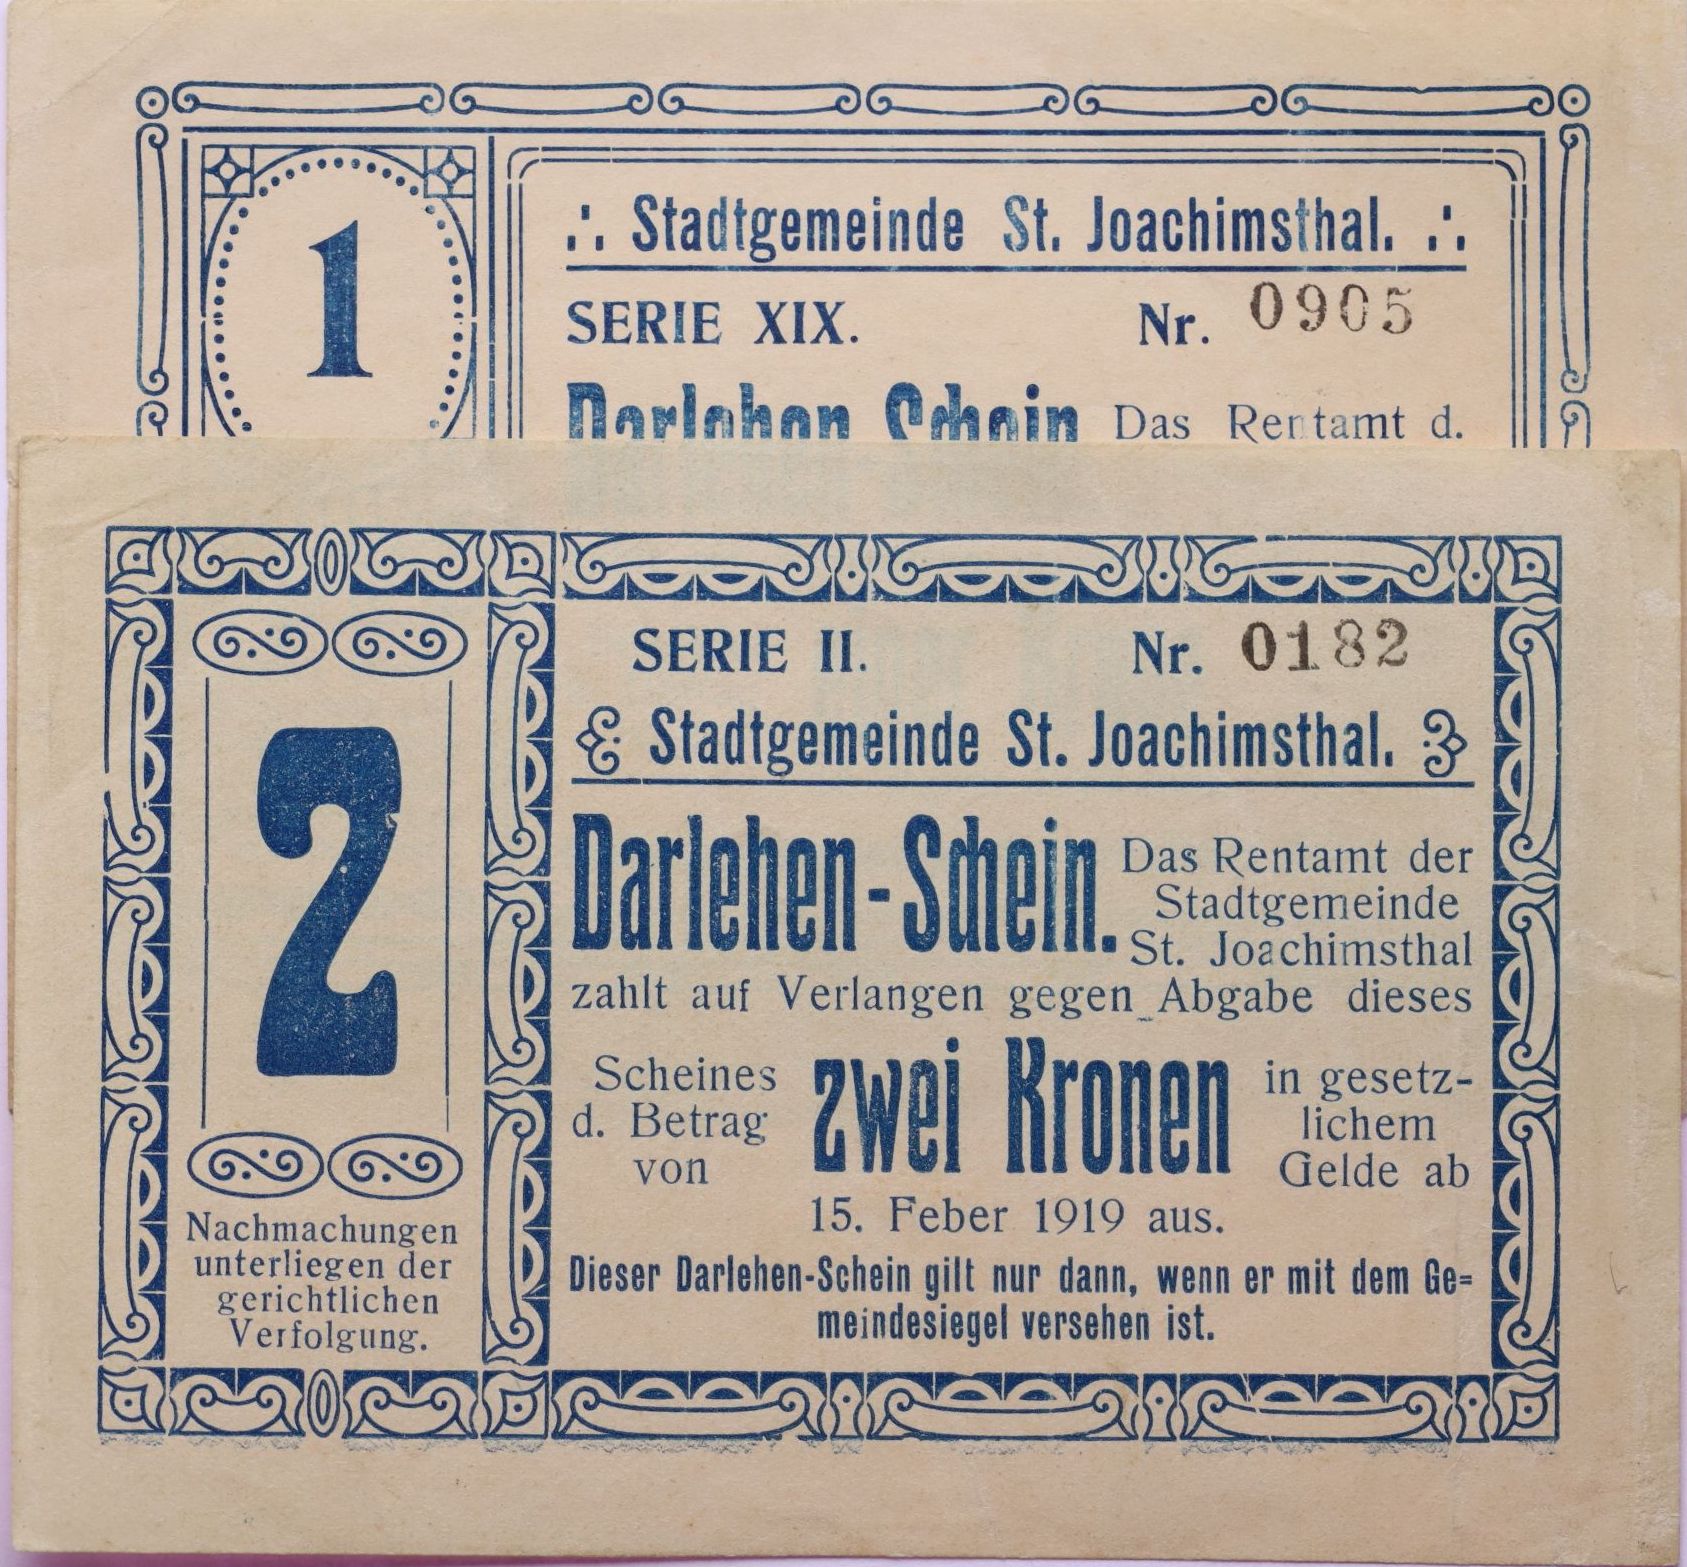 1
∴ Stadtgemeinde St. Joachimsthal. ∴
SERIE XIX. Nr. 0905
Darlehen Schein Das Rentamt d.
SERIE II. Nr. 0182
Stadtgemeinde St. Joachimsthal.
2
Darlehen-Schein. Das Rentamt der
Stadtgemeinde
St. Joachimsthal
zahlt auf Verlangen gegen Abgabe dieses
Scheines
d. Betrag
von
zwei Kronen
in gesetz-
lichem
Gelde ab
15. Feber 1919 aus.
Dieser Darlehen-Schein gilt nur dann, wenn er mit dem Ge=
meindesiegel versehen ist.
Nachmachungen
unterliegen der
gerichtlichen
Verfolgung.